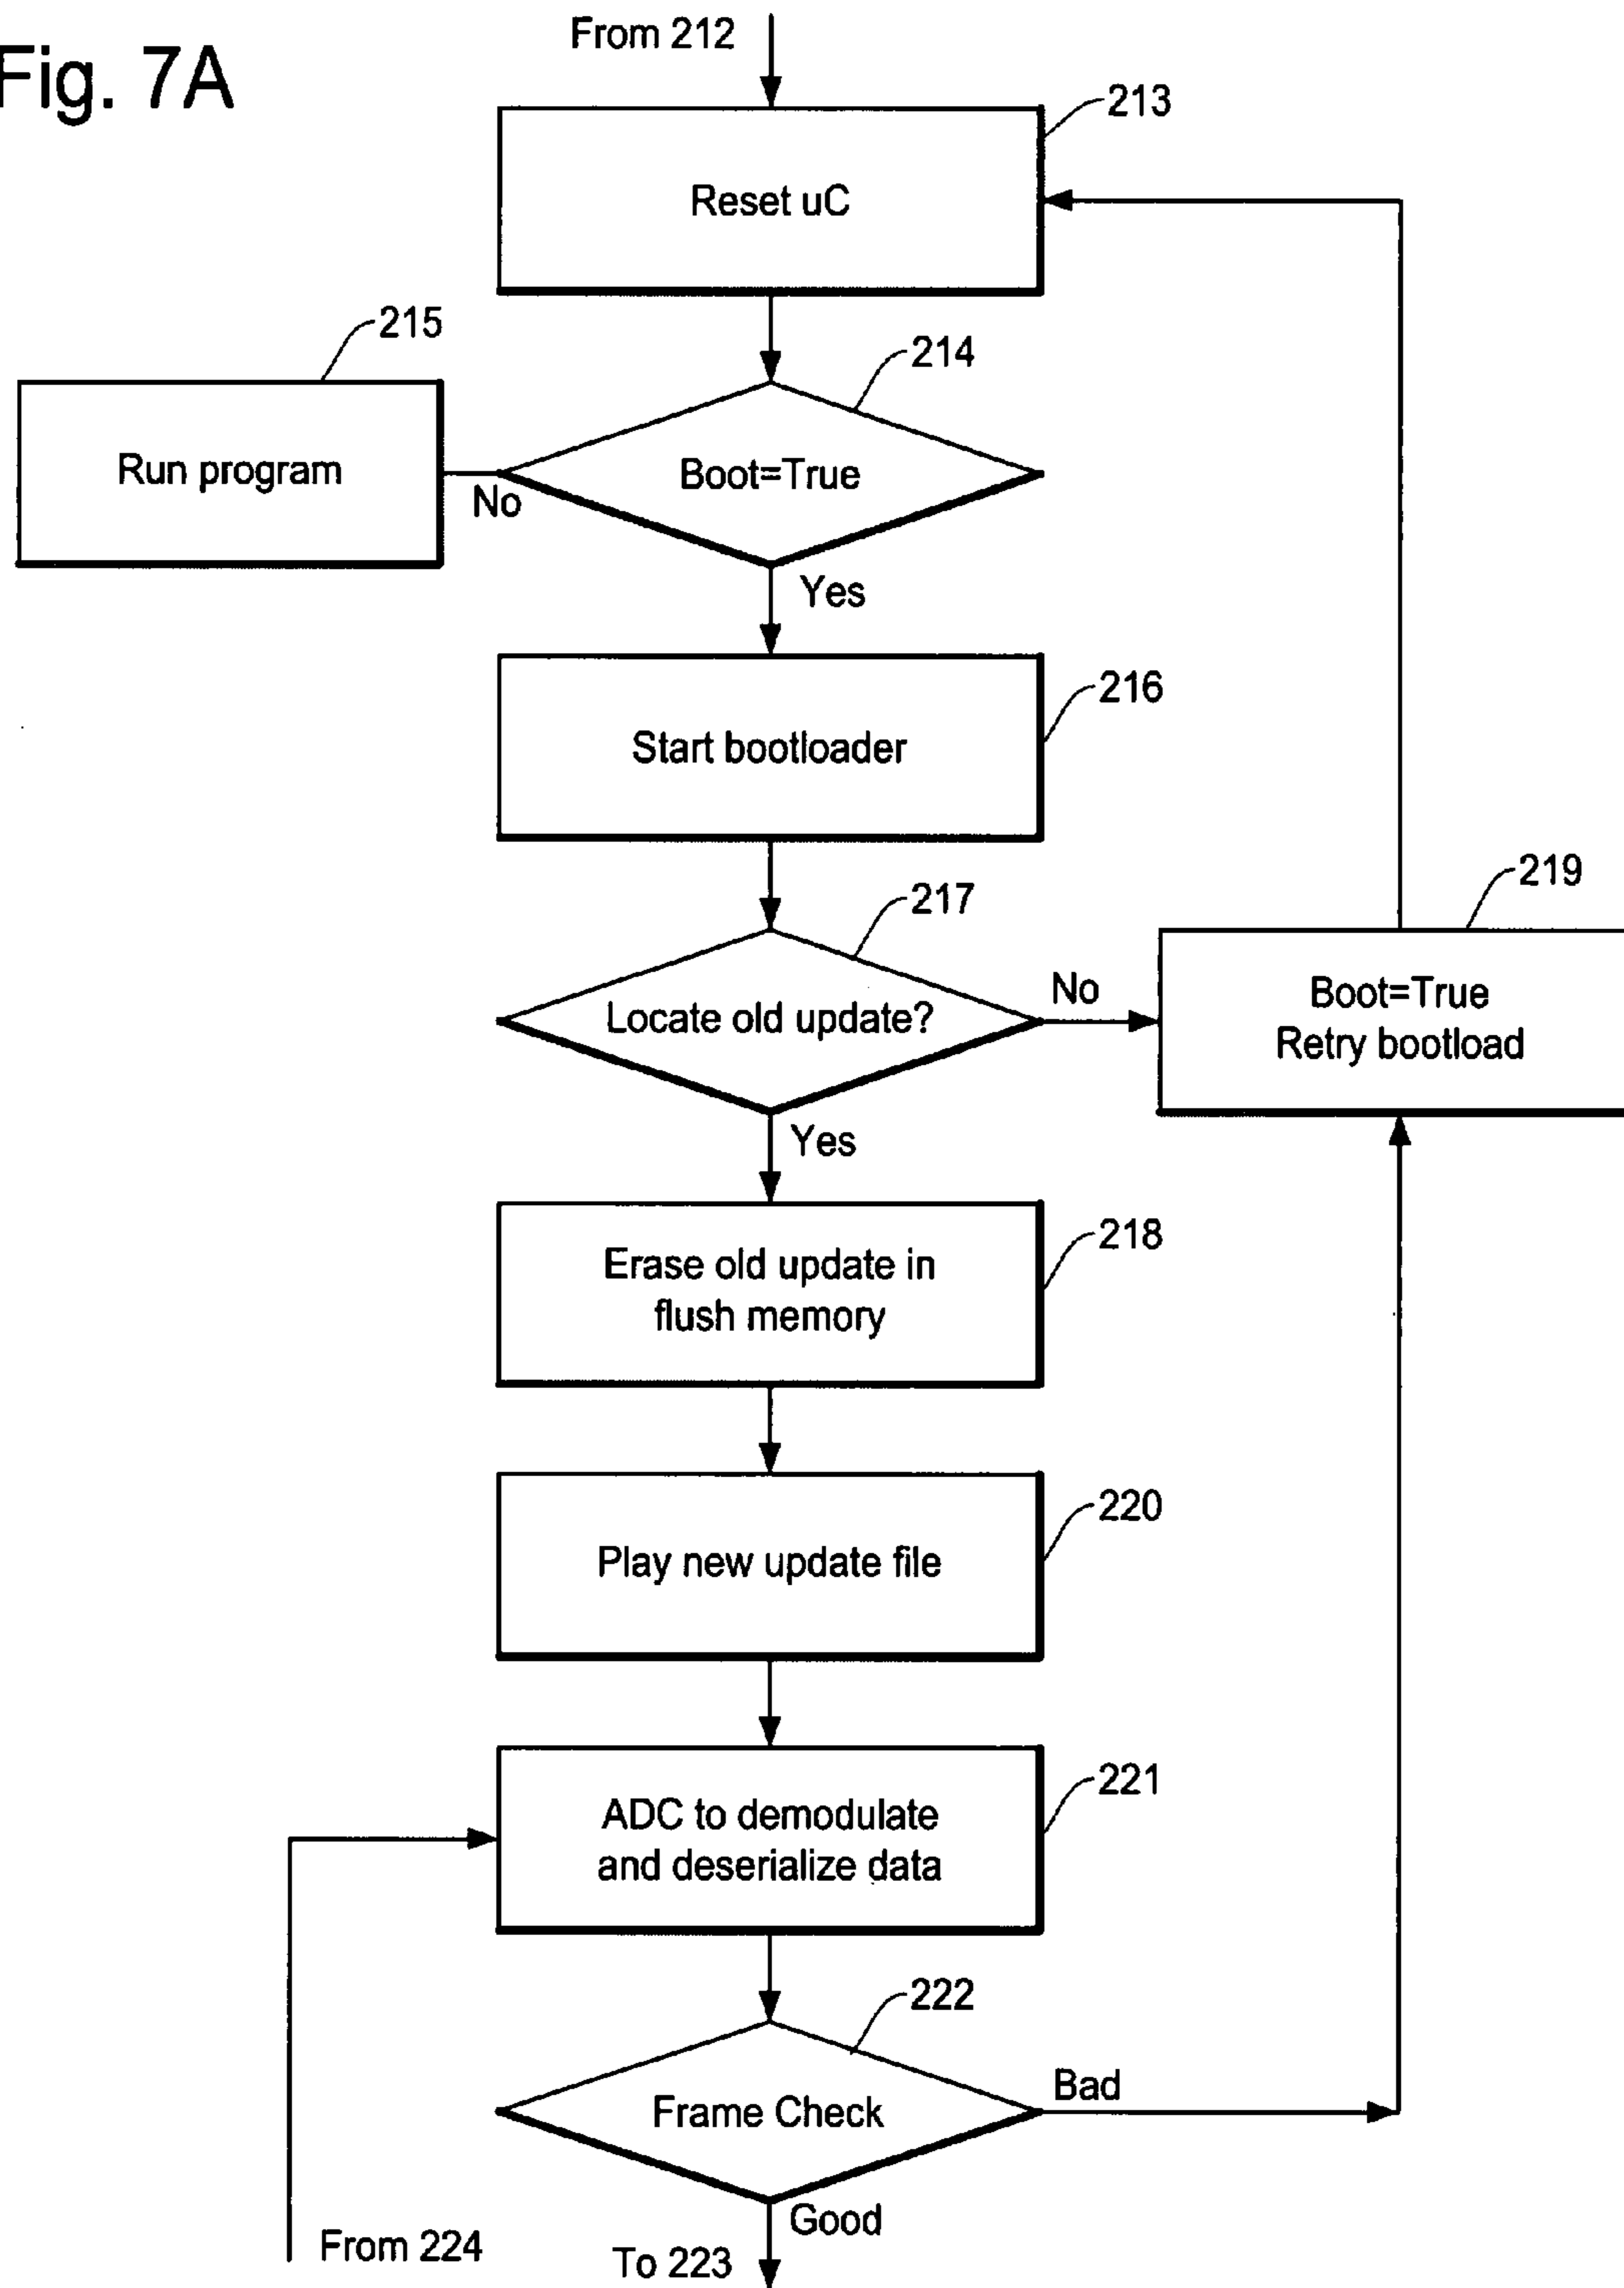 Fig. 7A
From 212
213
Reset uC
215
214
Run program
No
Boot=True
Yes
216
Start bootloader
217
219
Locate old update?
No
Boot=True
Retry bootload
Yes
218
Erase old update in
flush memory
220
Play new update file
221
ADC to demodulate
and deserialize data
222
Frame Check
Bad
Good
From 224
To 223